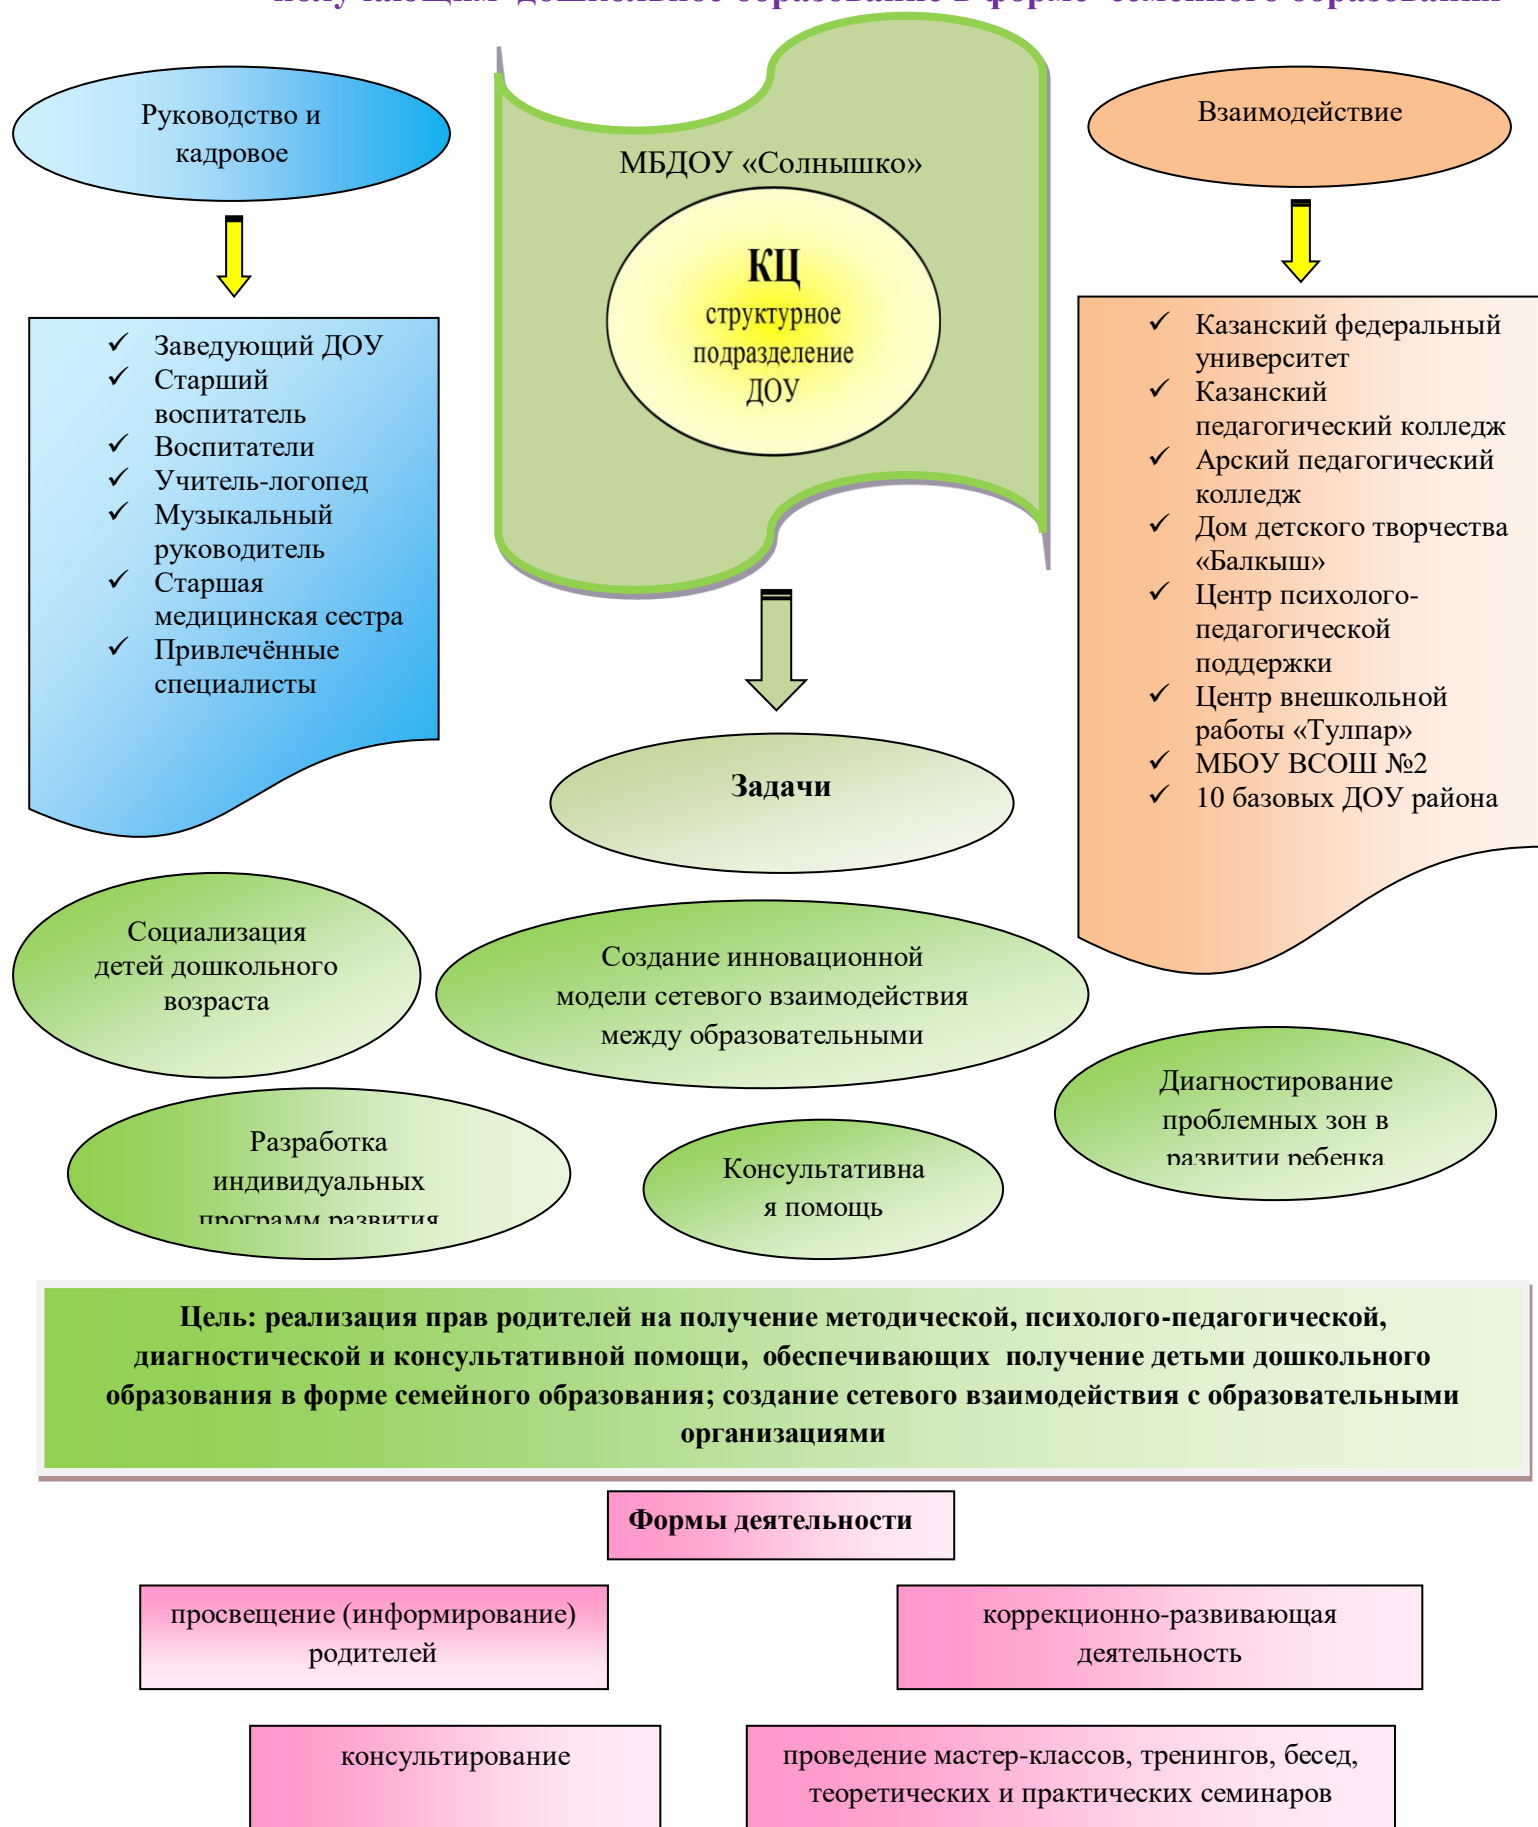 получающим дошкольное образование в форме семейного образования
Руководство и
кадровое
МБДОУ «Солнышко»
КЦ
структурное
подразделение
ДОУ
Взаимодействие
Заведующий ДОУ
Старший
воспитатель
Воспитатели
Учитель-логопед
Музыкальный
руководитель
Старшая
медицинская сестра
Привлечённые
специалисты
Казанский федеральный
университет
Казанский
педагогический колледж
Арский педагогический
колледж
Дом детского творчества
«Балкыш»
Центр психолого-
педагогической
поддержки
Центр внешкольной
работы «Тулпар»
МБОУ ВСОШ №2
10 базовых ДОУ района
Задачи
Социализация
детей дошкольного
возраста
Создание инновационной
модели сетевого взаимодействия
между образовательными
Диагностирование
проблемных зон в
развитии ребенка
Разработка
индивидуальных
программ развития
Консультативна
я помощь
Цель: реализация прав родителей на получение методической, психолого-педагогической,
диагностической и консультативной помощи, обеспечивающих получение детьми дошкольного
образования в форме семейного образования; создание сетевого взаимодействия с образовательными
организациями
Формы деятельности
просвещение (информирование)
родителей
коррекционно-развивающая
деятельность
консультирование
проведение мастер-классов, тренингов, бесед,
теоретических и практических семинаров